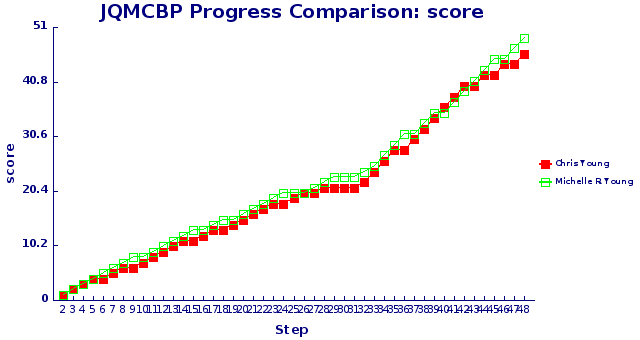 JQMCBP Progress Comparison: score
51
40.8
30.6
20.4
10.2
0
score
2 3 4 5 6 7 8 9 10 11 12 13 14 15 16 17 18 19 20 21 22 23 24 25 26 27 28 29 30 31 32 33 34 35 36 37 38 39 40 41 42 43 44 45 46 47 48
Step
Chris Young
Michelle R Young